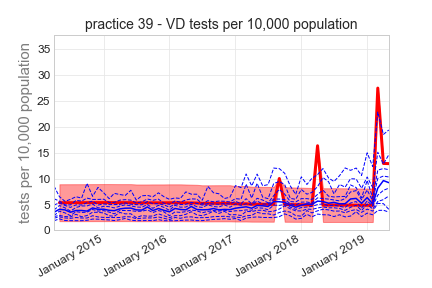 practice 39 - VD tests per 10,000 population
tests per 10,000 population
35
30
25
20
15
10
5
0
January 2015
January 2016
January 2017
January 2018
January 2019